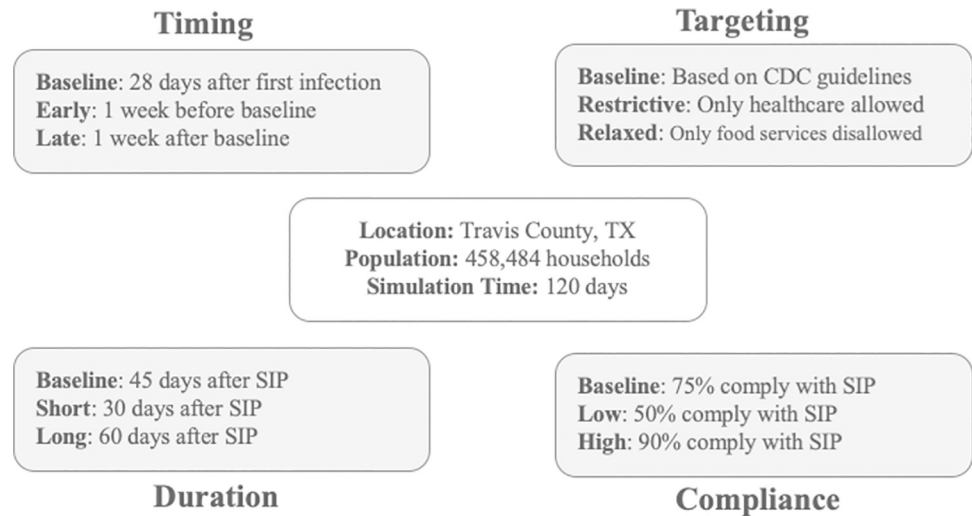 Timing
Baseline: 28 days after first infection
Early: 1 week before baseline
Late: 1 week after baseline
Targeting
Baseline: Based on CDC guidelines
Restrictive: Only healthcare allowed
Relaxed: Only food services disallowed
Location: Travis County, TX
Population: 458,484 households
Simulation Time: 120 days
Baseline: 45 days after SIP
Short: 30 days after SIP
Long: 60 days after SIP
Duration
Baseline: 75% comply with SIP
Low: 50% comply with SIP
High: 90% comply with SIP
Compliance